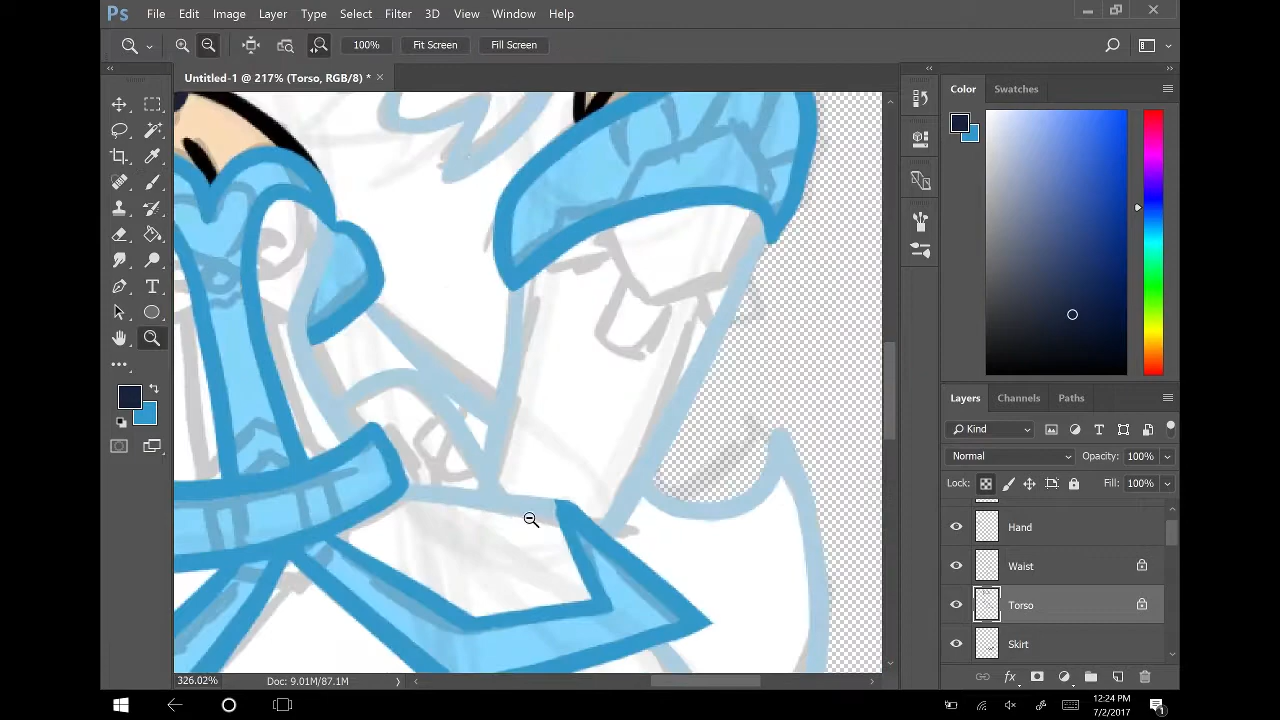 Ps File Edit Image Layer Type Select Filter 3D View Window Help
100% Fit Screen Fill Screen
Untitled-1 @ 217% (Torso, RGB/8) * ×
Color Swatches
Layers Channels Paths
Kind
Normal Opacity: 100%
Lock: Fill: 100%
Hand
Waist
Torso
Skirt
326.02% Doc: 9.01M/87.1M
12:24 PM
7/2/2017